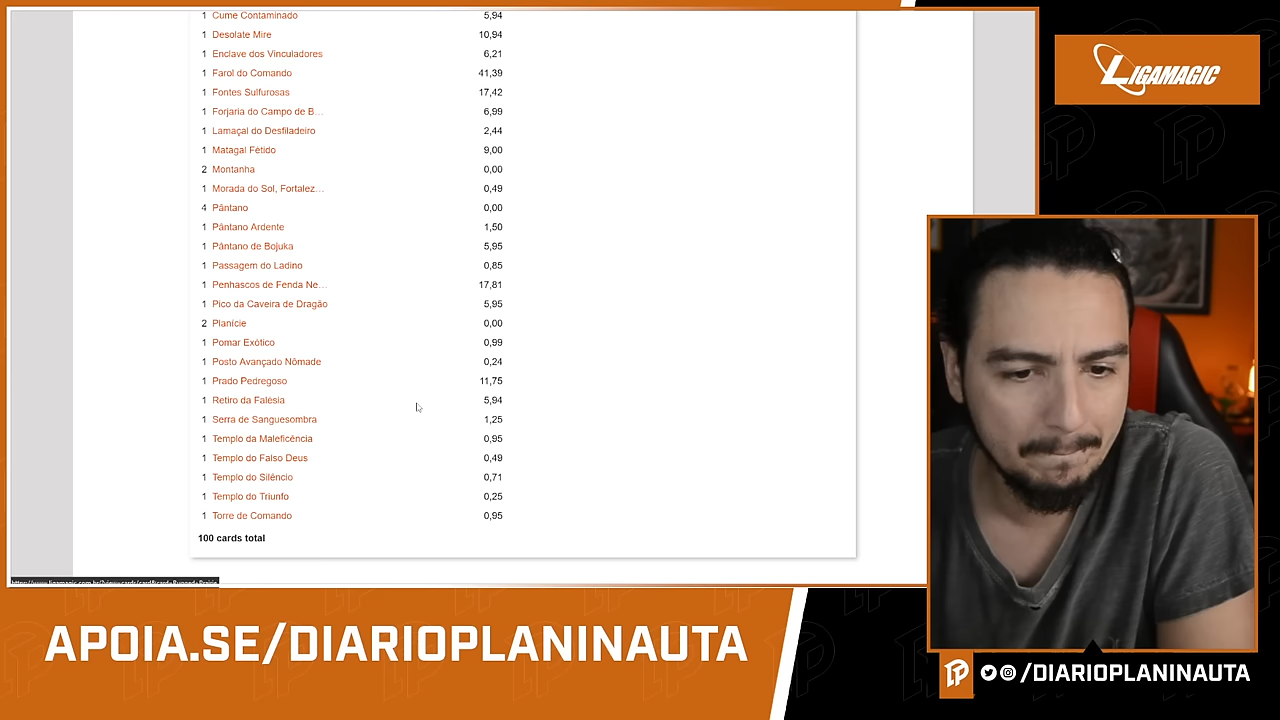 1 Cume Contaminado 5,94
1 Desolate Mire 10,94
1 Enclave dos Vinculadores 6,21
1 Farol do Comando 41,39
1 Fontes Sulfurosas 17,42
1 Forjaria do Campo de B... 6,99
1 Lamaçal do Desfiladeiro 2,44
1 Matagal Fétido 9,00
2 Montanha 0,00
1 Morada do Sol, Fortalez... 0,49
4 Pântano 0,00
1 Pântano Ardente 1,50
1 Pântano de Bojuka 5,95
1 Passagem do Ladino 0,85
1 Penhascos de Fenda Ne... 17,81
1 Pico da Caveira de Dragão 5,95
2 Planície 0,00
1 Pomar Exótico 0,99
1 Posto Avançado Nômade 0,24
1 Prado Pedregoso 11,75
1 Retiro da Falésia 5,94
1 Serra de Sanguesombra 1,25
1 Templo da Maleficência 0,95
1 Templo do Falso Deus 0,49
1 Templo do Silêncio 0,71
1 Templo do Triunfo 0,25
1 Torre de Comando 0,95
100 cards total
LIGAMAGIC
APOIA.SE/DIARIOPLANINAUTA
/DIARIOPLANINAUTA